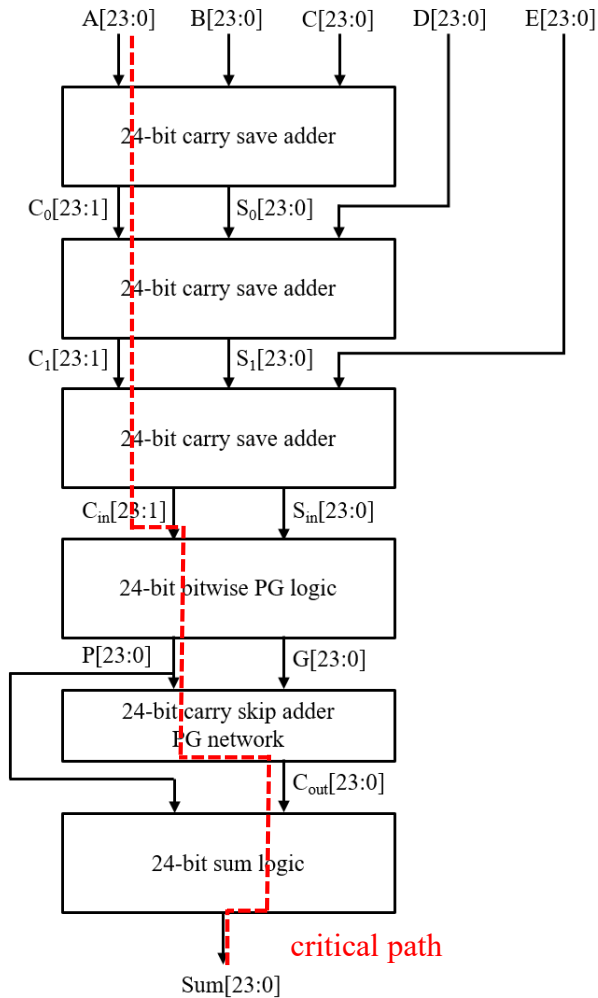 A[23:0] B[23:0] C[23:0] D[23:0] E[23:0]
24-bit carry save adder
C₀[23:1] S₀[23:0]
24-bit carry save adder
C₁[23:1] S₁[23:0]
24-bit carry save adder
Cᵢₙ[23:1] Sᵢₙ[23:0]
24-bit bitwise PG logic
P[23:0] G[23:0]
24-bit carry skip adder
PG network
Cₒᵤₜ[23:0]
24-bit sum logic
critical path
Sum[23:0]